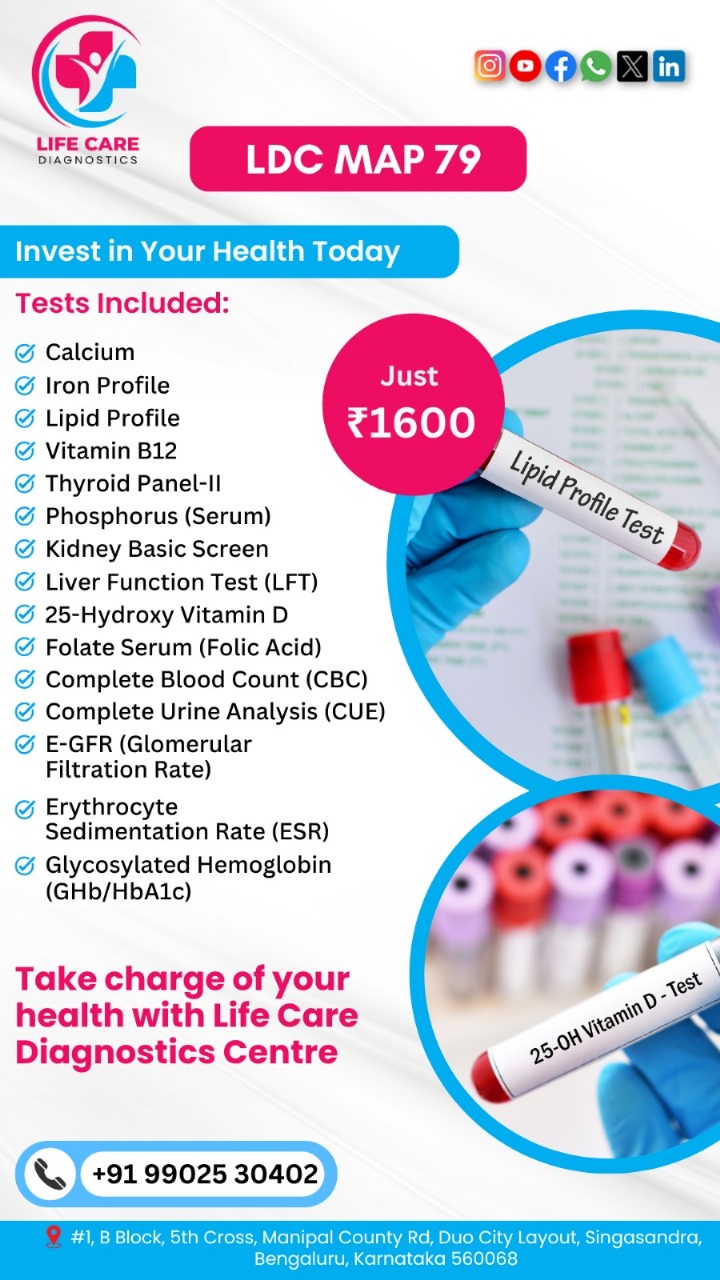 LIFE CARE
DIAGNOSTICS
LDC MAP 79
Invest in Your Health Today
Tests Included:
Calcium
Iron Profile
Lipid Profile
Vitamin B12
Thyroid Panel-II
Phosphorus (Serum)
Kidney Basic Screen
Liver Function Test (LFT)
25-Hydroxy Vitamin D
Folate Serum (Folic Acid)
Complete Blood Count (CBC)
Complete Urine Analysis (CUE)
E-GFR (Glomerular
Filtration Rate)
Erythrocyte
Sedimentation Rate (ESR)
Glycosylated Hemoglobin
(GHb/HbA1c)
Just
₹1600
Lipid Profile Test
25-OH Vitamin D - Test
Take charge of your
health with Life Care
Diagnostics Centre
+91 99025 30402
#1, B Block, 5th Cross, Manipal County Rd, Duo City Layout, Singasandra,
Bengaluru, Karnataka 560068